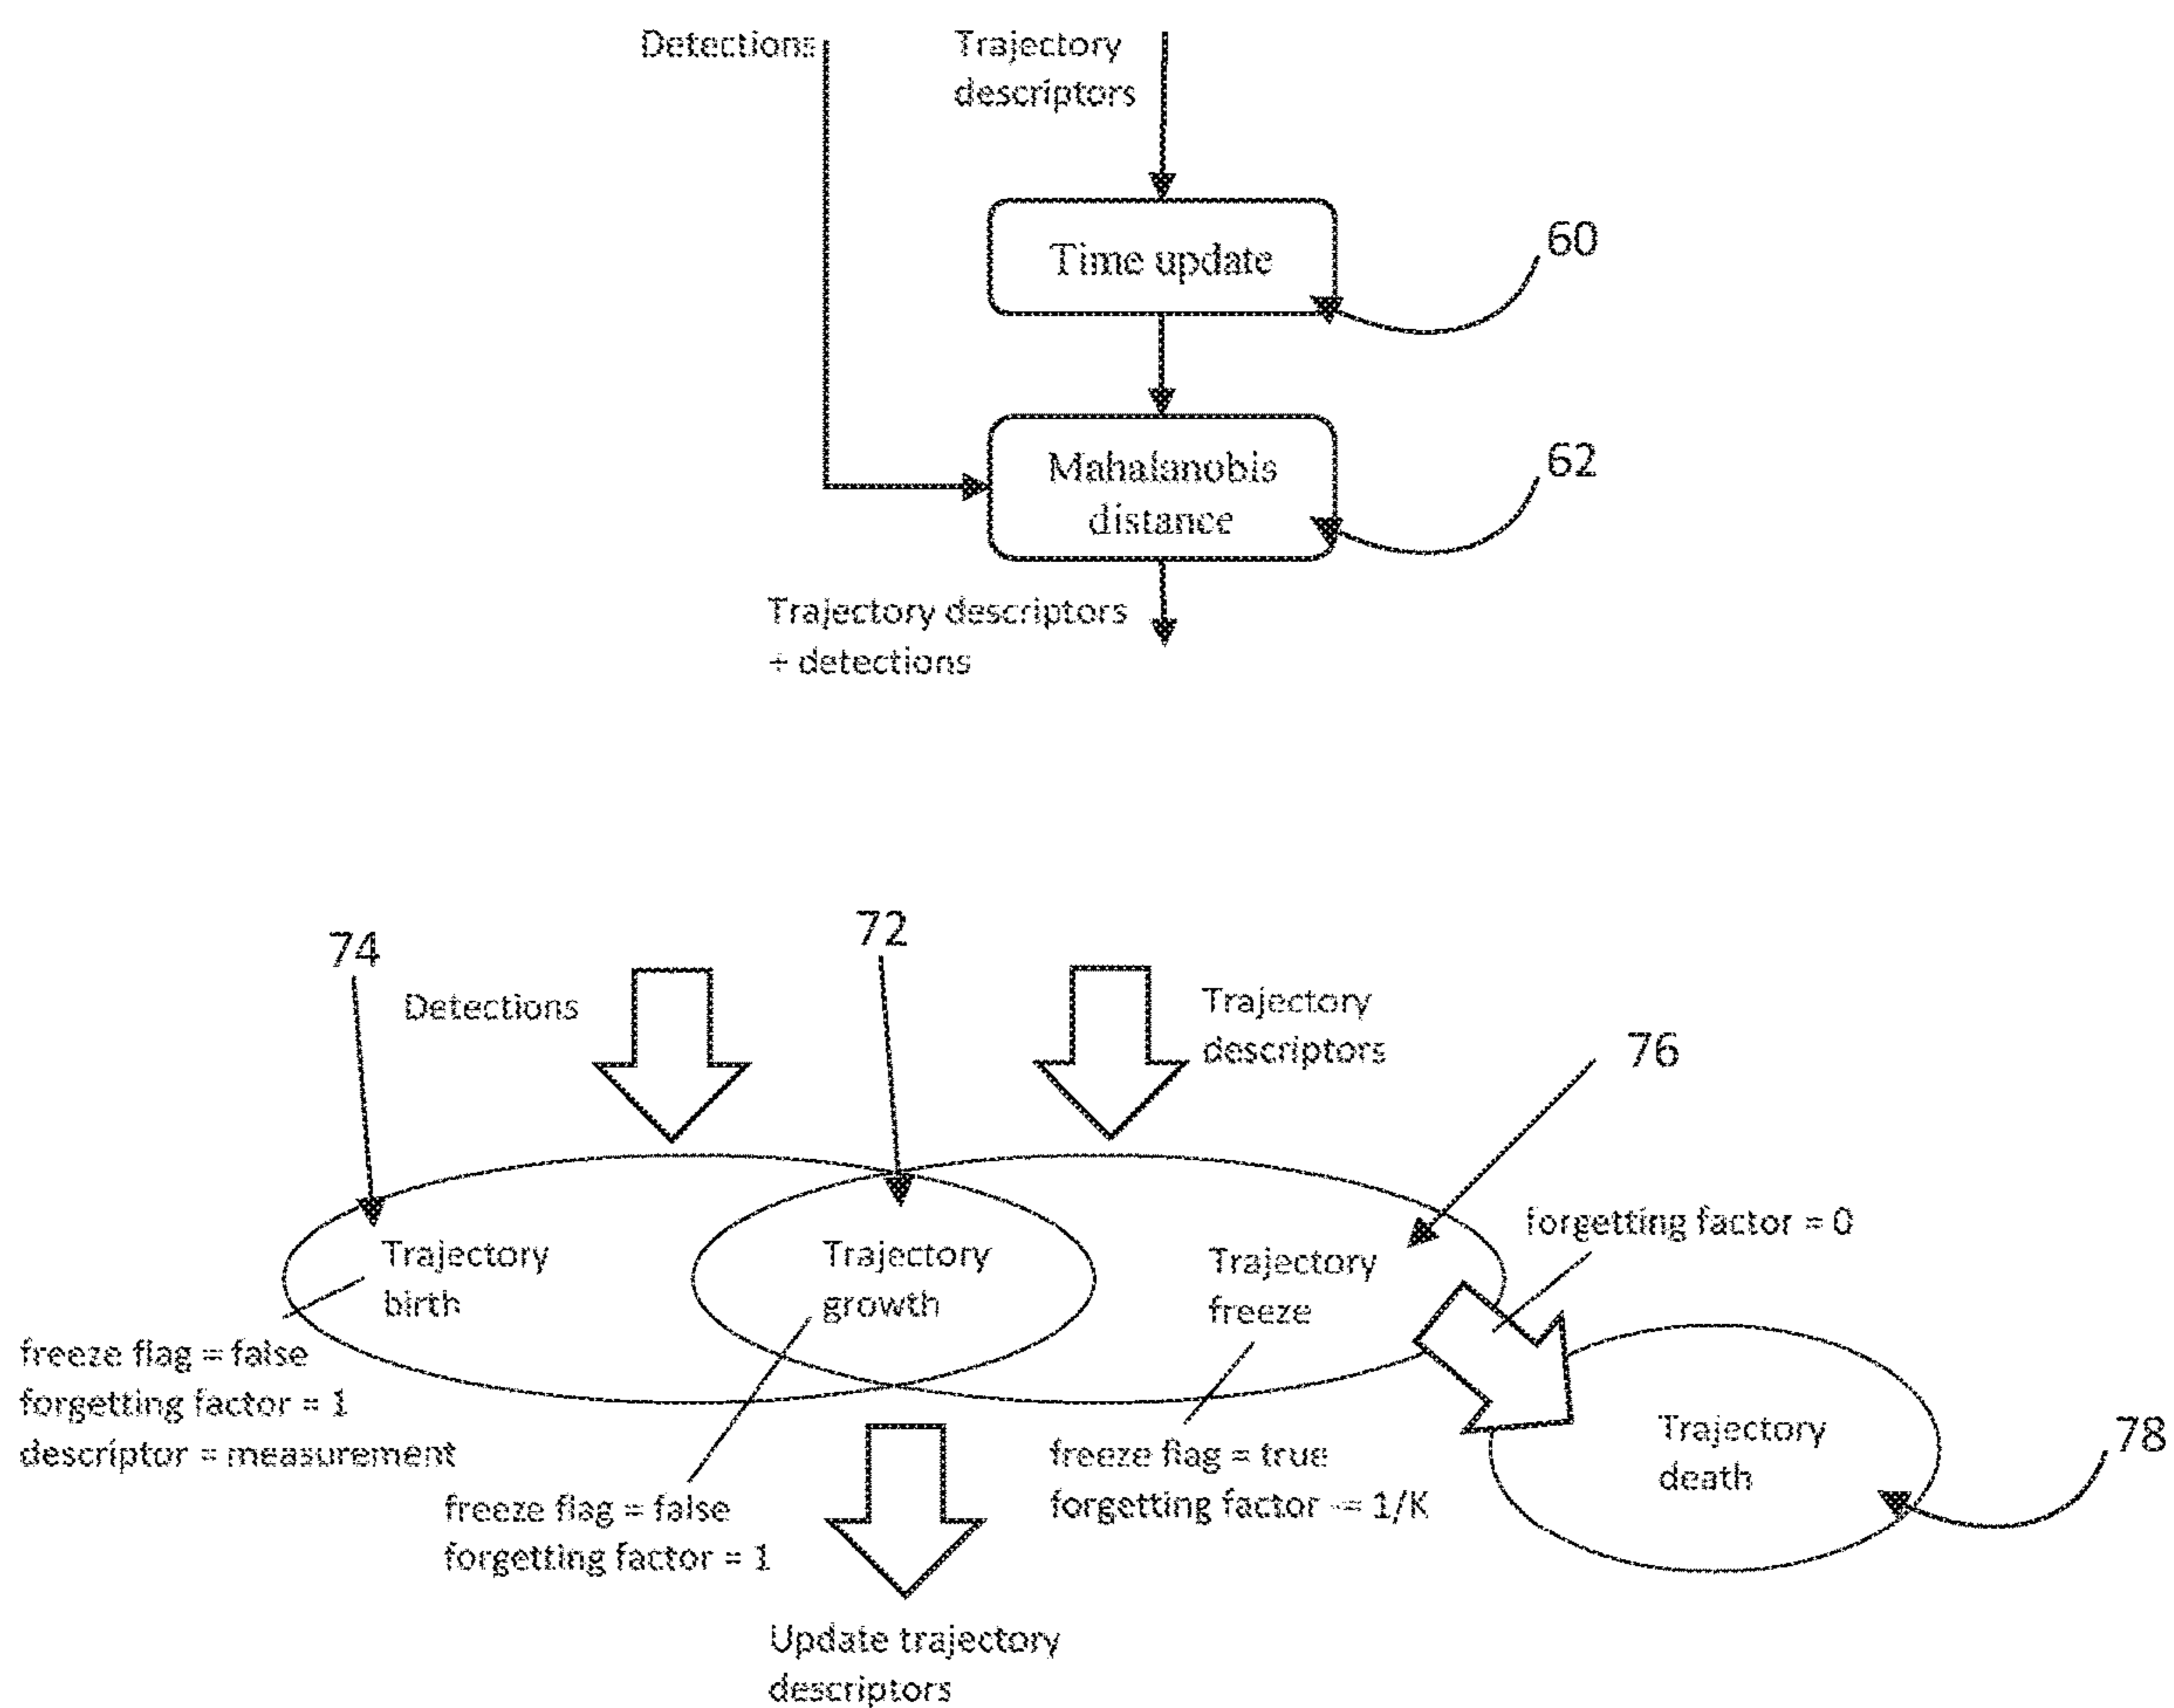 Detections
Trajectory
descriptors
Time update
60
Mahalanobis
distance
62
Trajectory descriptors
+ detections
74
72
Detections
Trajectory
descriptors
76
Trajectory
birth
Trajectory
growth
Trajectory
freeze
forgetting factor = 0
freeze flag = false
forgetting factor = 1
descriptor = measurement
freeze flag = false
forgetting factor = 1
freeze flag = true
forgetting factor -= 1/K
Trajectory
death
78
Update trajectory
descriptors